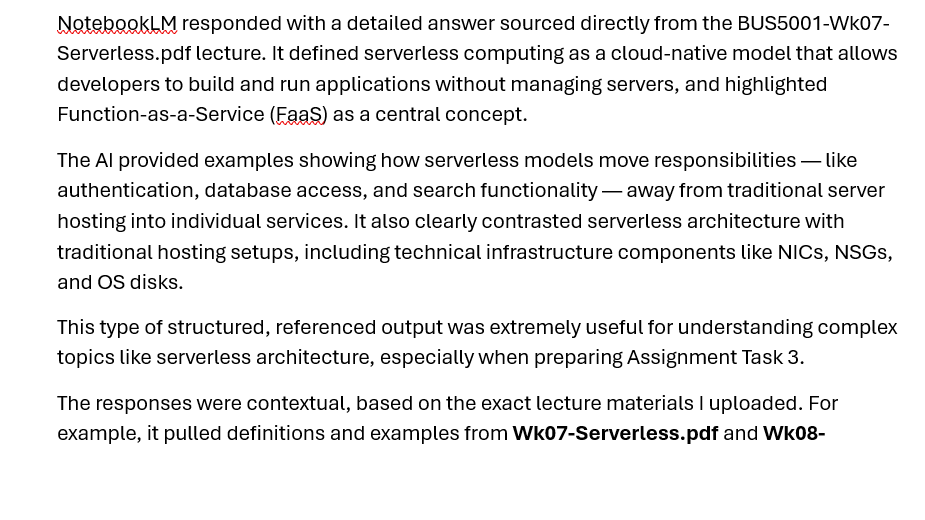 NotebookLM responded with a detailed answer sourced directly from the BUS5001-Wk07-
Serverless.pdf lecture. It defined serverless computing as a cloud-native model that allows
developers to build and run applications without managing servers, and highlighted
Function-as-a-Service (FaaS) as a central concept.
The AI provided examples showing how serverless models move responsibilities — like
authentication, database access, and search functionality — away from traditional server
hosting into individual services. It also clearly contrasted serverless architecture with
traditional hosting setups, including technical infrastructure components like NICs, NSGs,
and OS disks.
This type of structured, referenced output was extremely useful for understanding complex
topics like serverless architecture, especially when preparing Assignment Task 3.
The responses were contextual, based on the exact lecture materials I uploaded. For
example, it pulled definitions and examples from Wk07-Serverless.pdf and Wk08-